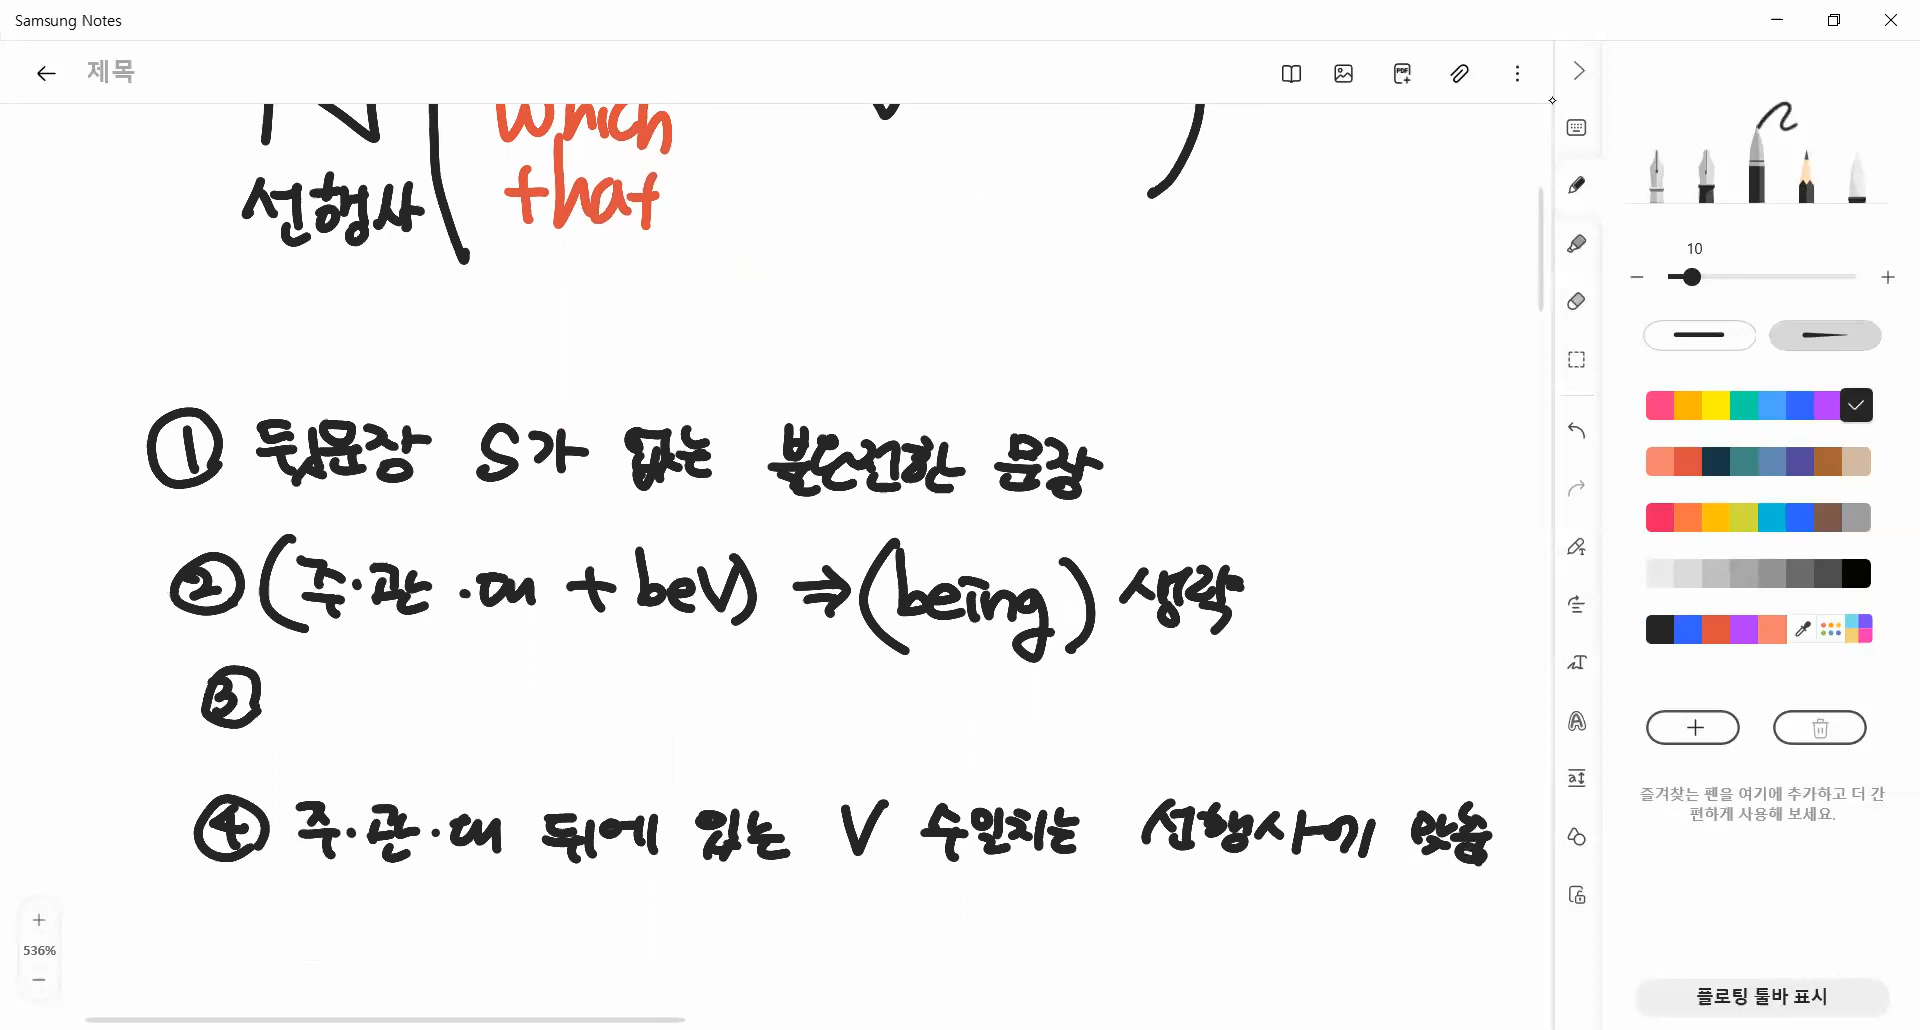 Samsung Notes
제목
which
선행사 that
10
① 뒷문장 S가 없는 불완전한 문장
② (주·관·대 + beV) ⇒ (being) 생략
③
④ 주·관·대 뒤에 있는 V 수일치는 선행사에 맞춤
즐겨찾는 펜을 여기에 추가하고 더 간
편하게 사용해 보세요.
536%
플로팅 툴바 표시